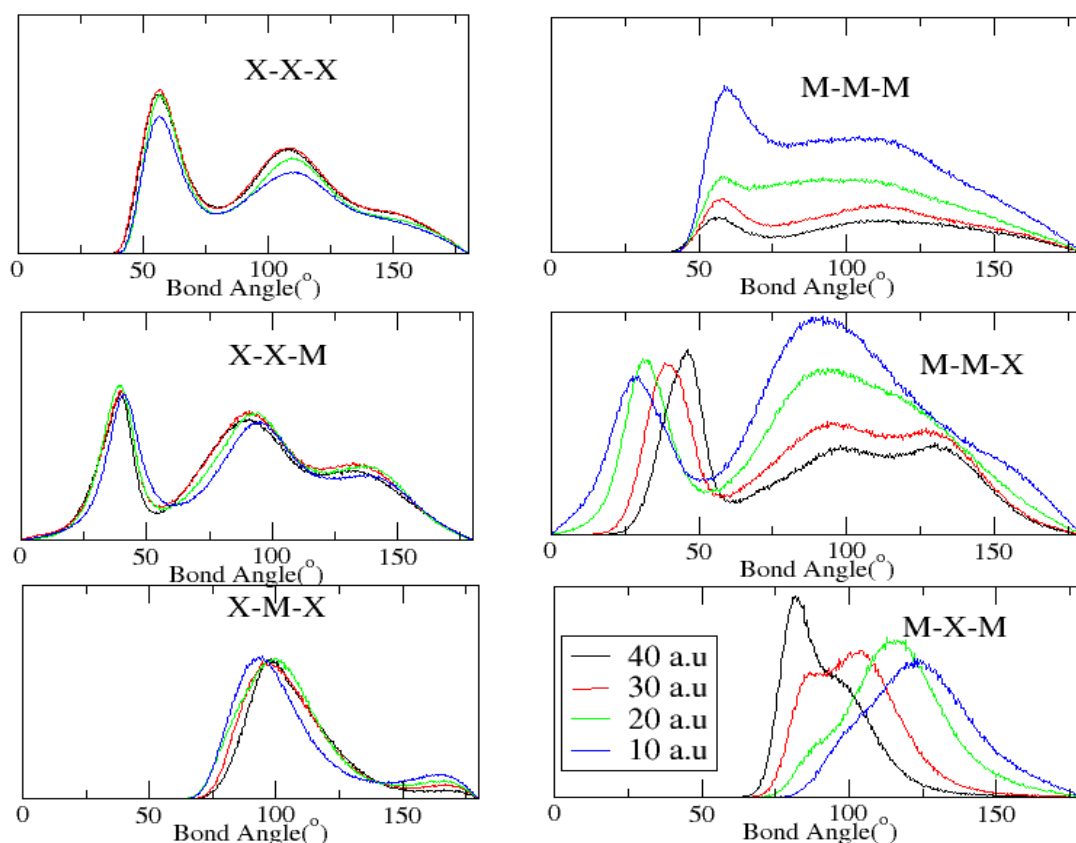 X-X-X
0 50 100 150
Bond Angle(°)
M-M-M
0 50 100 150
Bond Angle(°)
X-X-M
0 50 100 150
Bond Angle(°)
M-M-X
0 50 100 150
Bond Angle(°)
X-M-X
0 50 100 150
Bond Angle(°)
M-X-M
40 a.u
30 a.u
20 a.u
10 a.u
0 50 100 150
Bond Angle(°)